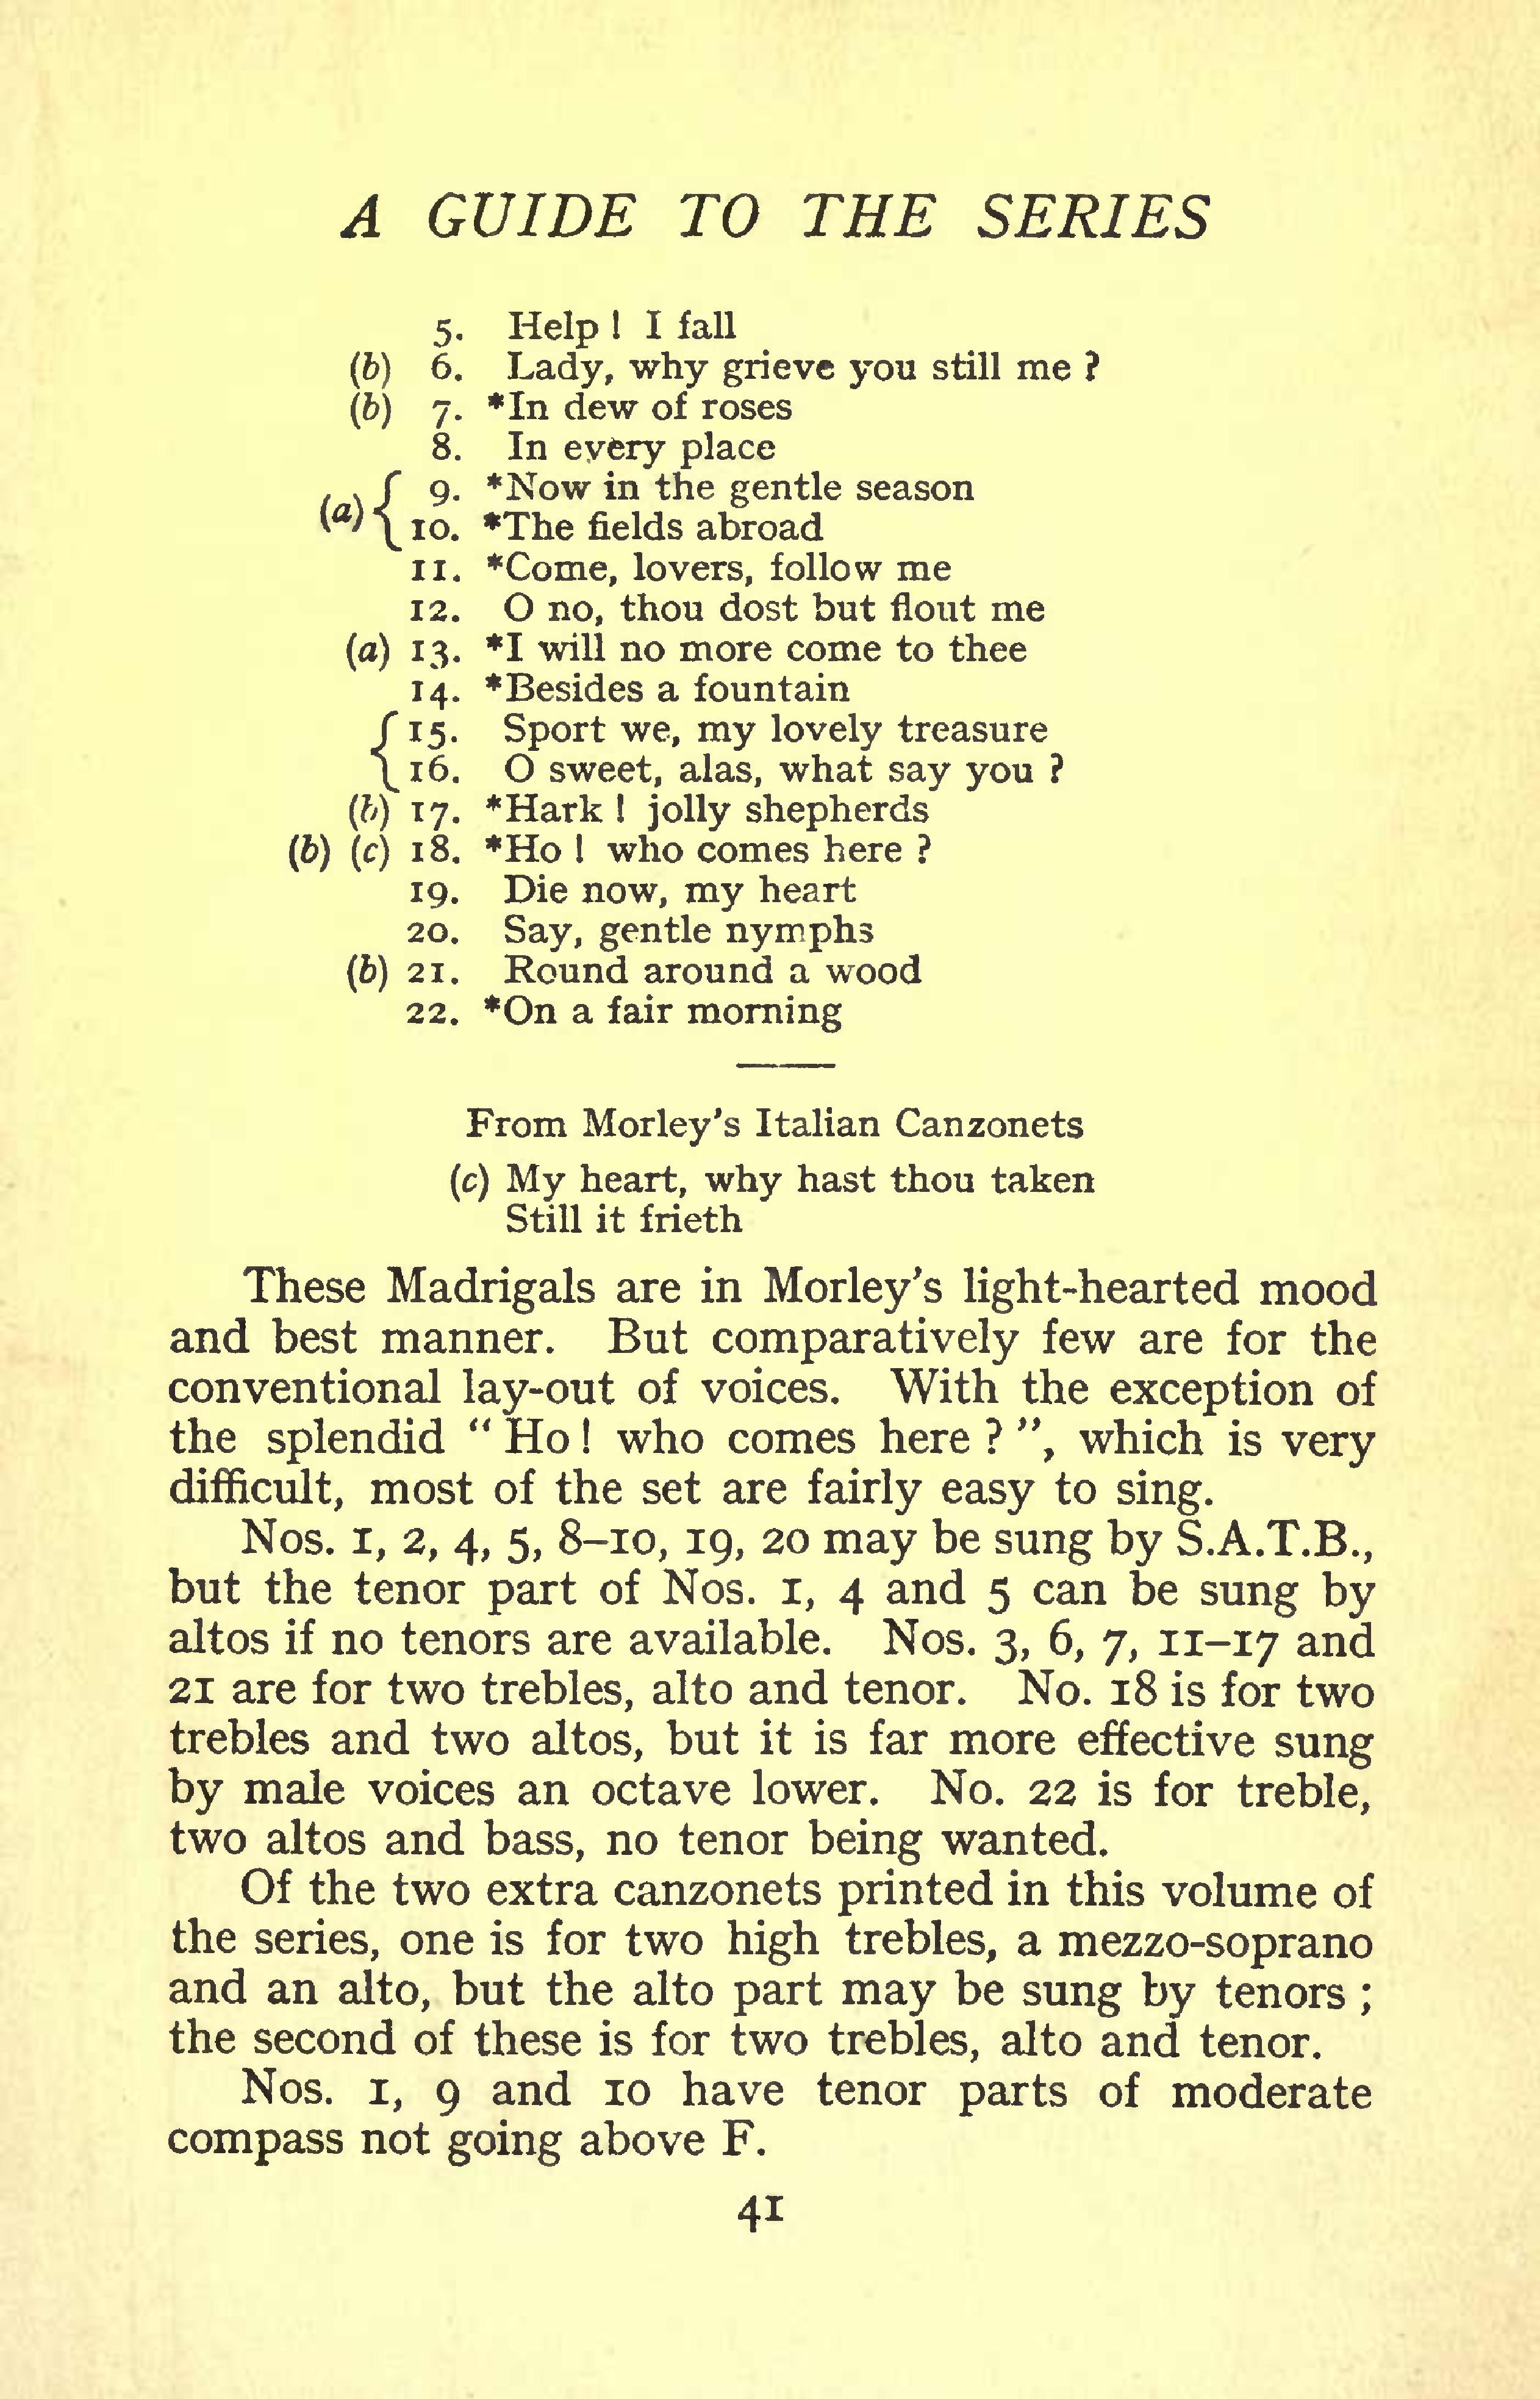 A GUIDE TO THE SERIES
5. Help ! I fall
(b) 6. Lady, why grieve you still me ?
(b) 7. *In dew of roses
8. In every place
(a) { 9. *Now in the gentle season
10. *The fields abroad
11. *Come, lovers, follow me
12. O no, thou dost but flout me
(a) 13. *I will no more come to thee
14. *Besides a fountain
{ 15. Sport we, my lovely treasure
16. O sweet, alas, what say you ?
(b) 17. *Hark ! jolly shepherds
(b) (c) 18. *Ho ! who comes here ?
19. Die now, my heart
20. Say, gentle nymphs
(b) 21. Round around a wood
22. *On a fair morning
From Morley's Italian Canzonets
(c) My heart, why hast thou taken
Still it frieth
These Madrigals are in Morley's light-hearted mood
and best manner. But comparatively few are for the
conventional lay-out of voices. With the exception of
the splendid “ Ho ! who comes here ? ”, which is very
difficult, most of the set are fairly easy to sing.
Nos. 1, 2, 4, 5, 8–10, 19, 20 may be sung by S.A.T.B.,
but the tenor part of Nos. 1, 4 and 5 can be sung by
altos if no tenors are available. Nos. 3, 6, 7, 11–17 and
21 are for two trebles, alto and tenor. No. 18 is for two
trebles and two altos, but it is far more effective sung
by male voices an octave lower. No. 22 is for treble,
two altos and bass, no tenor being wanted.
Of the two extra canzonets printed in this volume of
the series, one is for two high trebles, a mezzo-soprano
and an alto, but the alto part may be sung by tenors ;
the second of these is for two trebles, alto and tenor.
Nos. 1, 9 and 10 have tenor parts of moderate
compass not going above F.
41